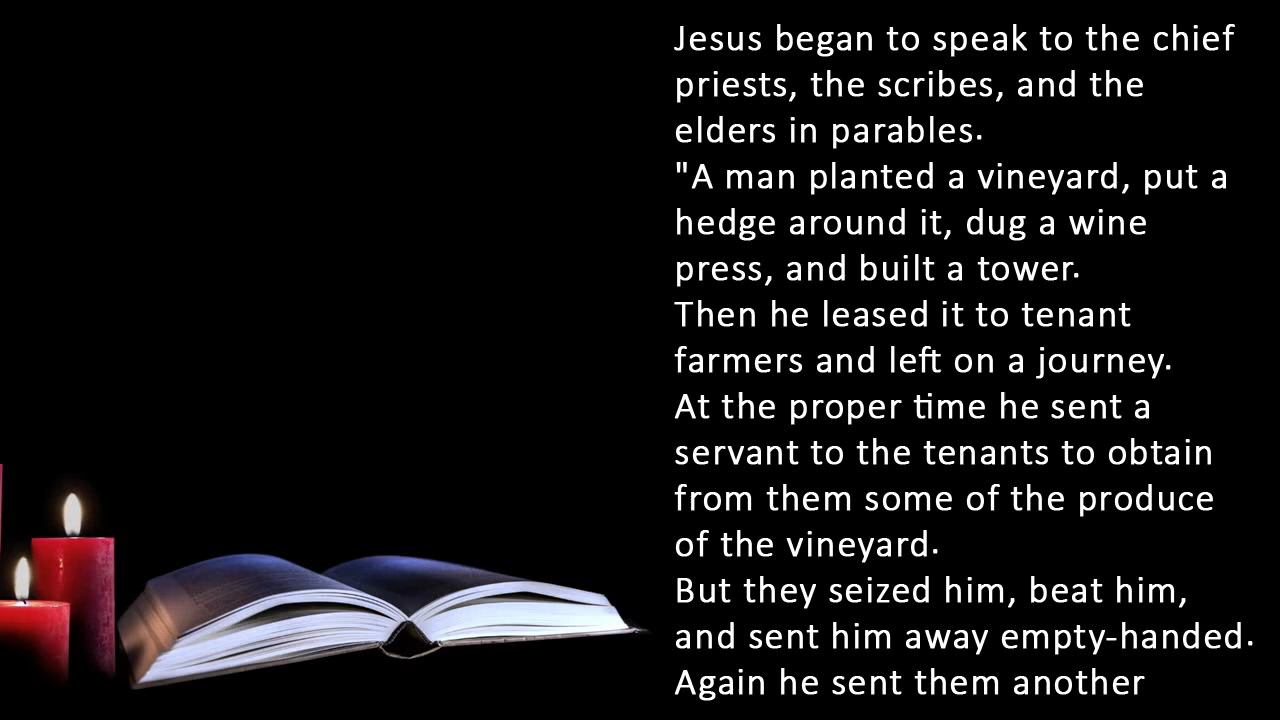 Jesus began to speak to the chief
priests, the scribes, and the
elders in parables.
"A man planted a vineyard, put a
hedge around it, dug a wine
press, and built a tower.
Then he leased it to tenant
farmers and left on a journey.
At the proper time he sent a
servant to the tenants to obtain
from them some of the produce
of the vineyard.
But they seized him, beat him,
and sent him away empty-handed.
Again he sent them another